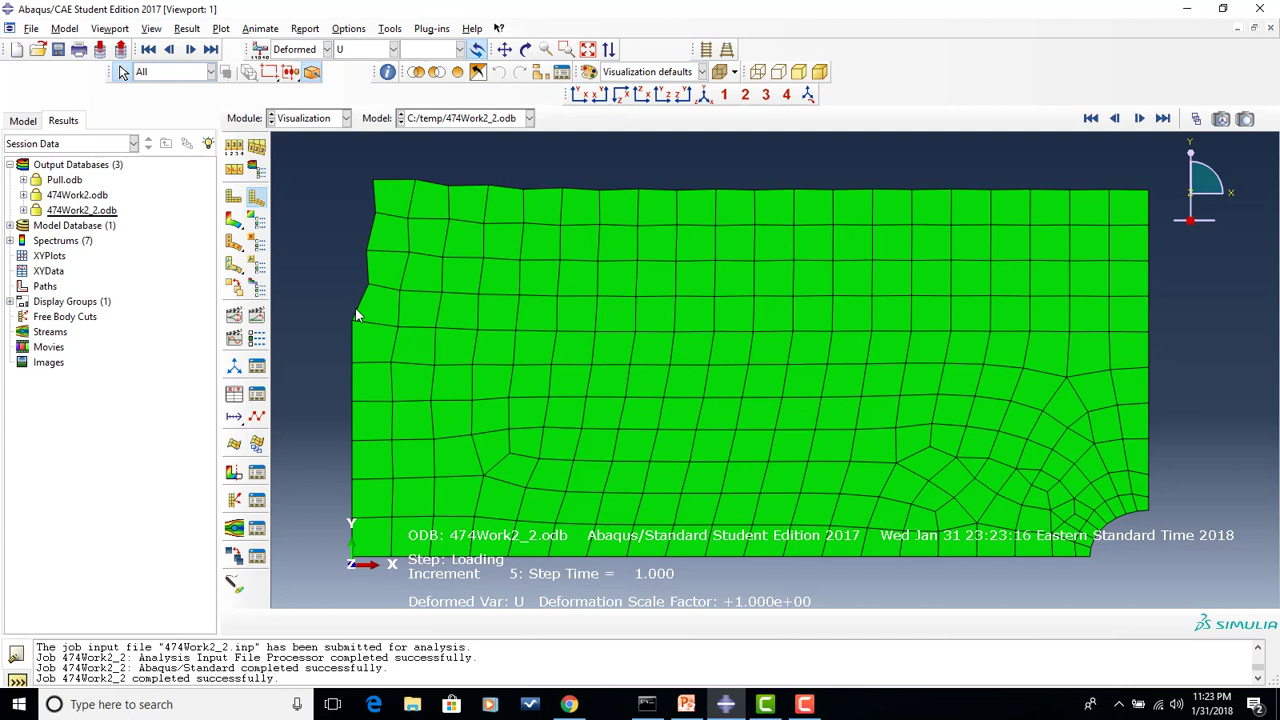 Abaqus/CAE Student Edition 2017 [Viewport: 1]
File Model Viewport View Result Plot Animate Report Options Tools Plug-ins Help
Deformed U
All Visualization defaults
1 2 3 4
Model Results Module: Visualization Model: C:/temp/474Work2_2.odb
Session Data
Output Databases (3)
Pull.odb
474Work2.odb
474Work2_2.odb
Model Database (1)
Spectrums (7)
XYPlots
XYData
Paths
Display Groups (1)
Free Body Cuts
Streams
Movies
Images
Y
X
Z
Y
X
Z
ODB: 474Work2_2.odb Abaqus/Standard Student Edition 2017 Wed Jan 31 23:23:16 Eastern Standard Time 2018
Step: Loading
Increment 5: Step Time = 1.000
Deformed Var: U Deformation Scale Factor: +1.000e+00
SIMULIA
The job input file "474Work2_2.inp" has been submitted for analysis.
Job 474Work2_2: Analysis Input File Processor completed successfully.
Job 474Work2_2: Abaqus/Standard completed successfully.
Job 474Work2_2 completed successfully.
>>>
Type here to search
11:23 PM
1/31/2018